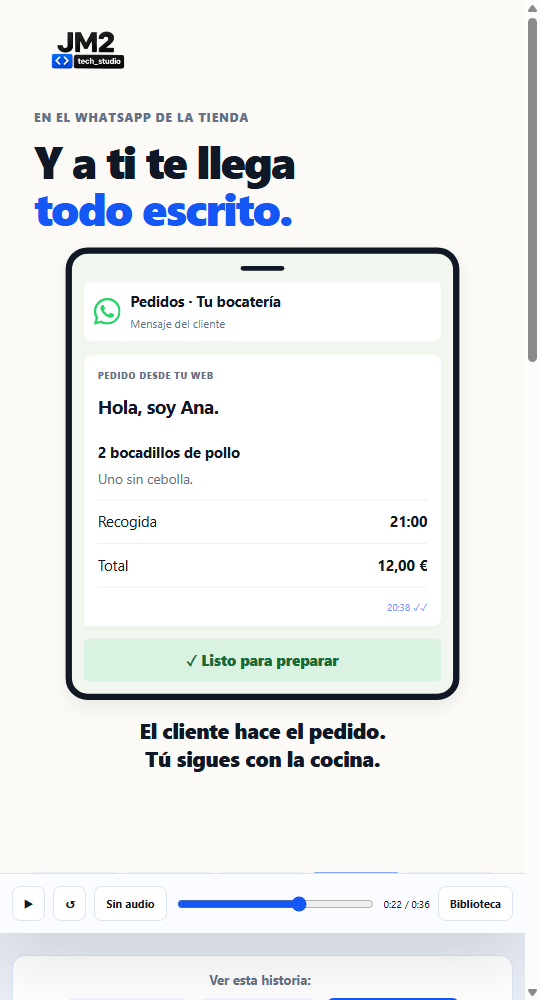 JM2
<> tech_studio
EN EL WHATSAPP DE LA TIENDA
Y a ti te llega
todo escrito.
Pedidos · Tu bocatería
Mensaje del cliente
PEDIDO DESDE TU WEB
Hola, soy Ana.
2 bocadillos de pollo
Uno sin cebolla.
Recogida 21:00
Total 12,00 €
20:38 ✓✓
✓ Listo para preparar
El cliente hace el pedido.
Tú sigues con la cocina.
▶ ↺ Sin audio 0:22 / 0:36 Biblioteca
Ver esta historia: